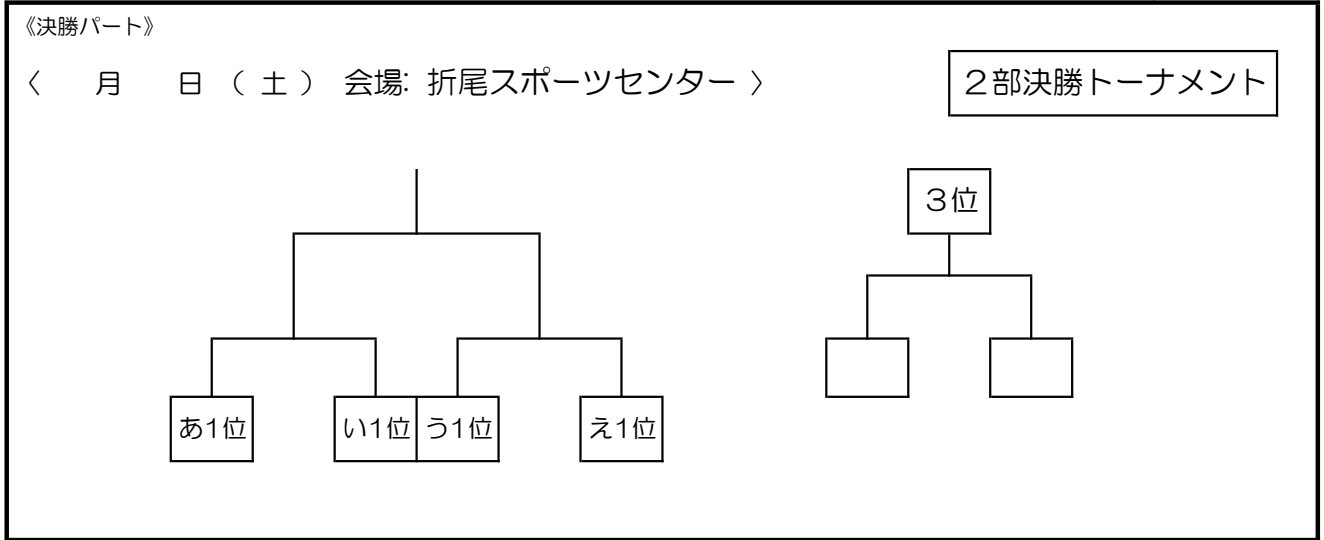 《決勝パート》
〈　月　日（土）会場: 折尾スポーツセンター 〉
２部決勝トーナメント
３位
あ1位
い1位
う1位
え1位